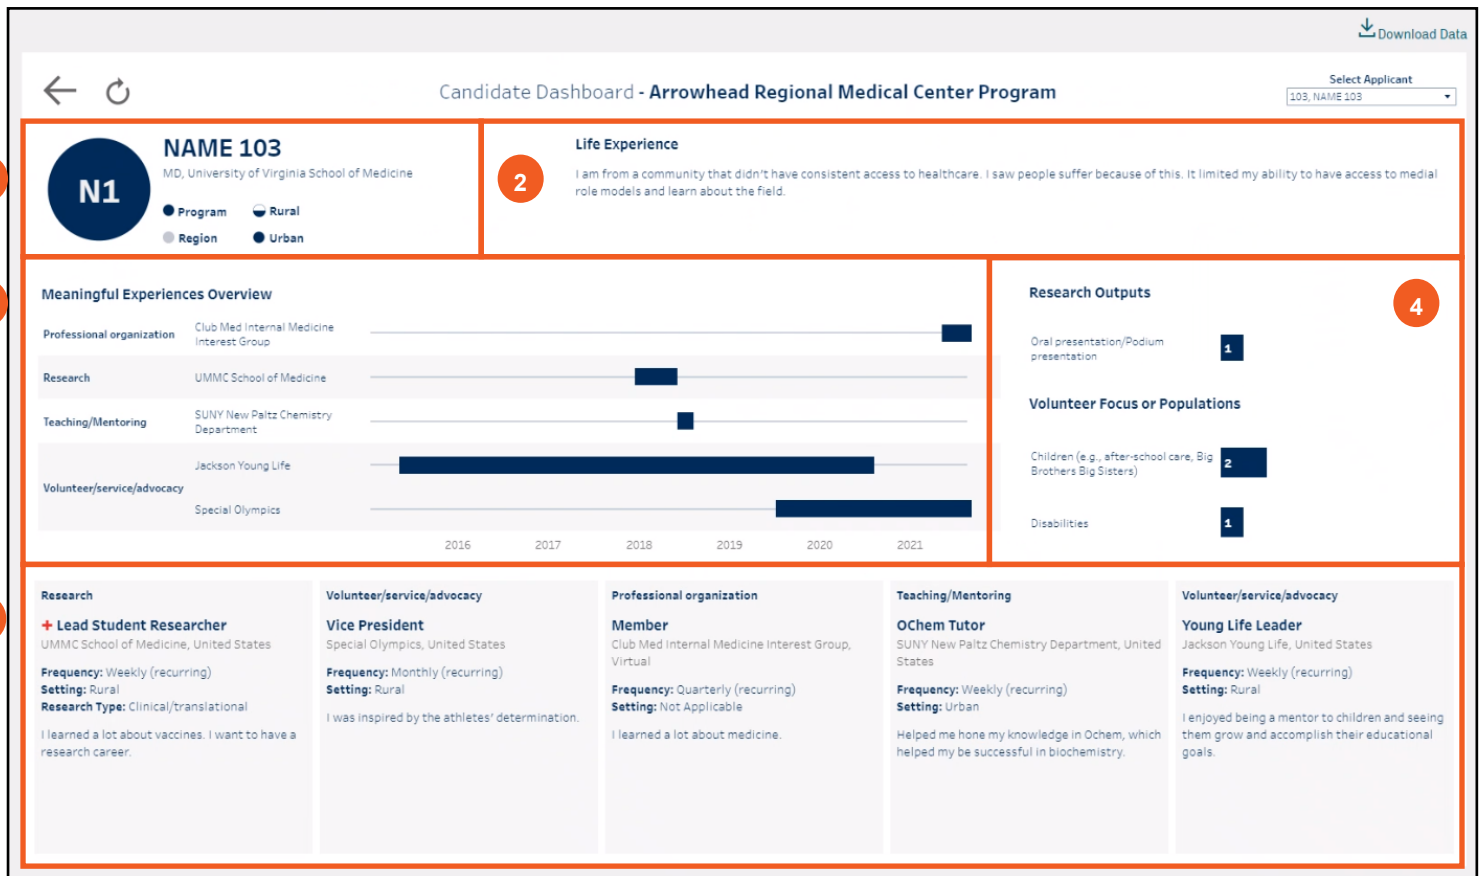 Download Data
Candidate Dashboard - Arrowhead Regional Medical Center Program
Select Applicant
103, NAME 103
N1
NAME 103
MD, University of Virginia School of Medicine
Program
Rural
Region
Urban
2
Life Experience
I am from a community that didn't have consistent access to healthcare. I saw people suffer because of this. It limited my ability to have access to medial
role models and learn about the field.
Meaningful Experiences Overview
Professional organization
Club Med Internal Medicine
Interest Group
Research
UMMC School of Medicine
Teaching/Mentoring
SUNY New Paltz Chemistry
Department
Volunteer/service/advocacy
Jackson Young Life
Special Olympics
2016 2017 2018 2019 2020 2021
4
Research Outputs
Oral presentation/Podium
presentation
1
Volunteer Focus or Populations
Children (e.g., after-school care, Big
Brothers Big Sisters)
2
Disabilities
1
Research
+ Lead Student Researcher
UMMC School of Medicine, United States
Frequency: Weekly (recurring)
Setting: Rural
Research Type: Clinical/translational
I learned a lot about vaccines. I want to have a
research career.
Volunteer/service/advocacy
Vice President
Special Olympics, United States
Frequency: Monthly (recurring)
Setting: Rural
I was inspired by the athletes' determination.
Professional organization
Member
Club Med Internal Medicine Interest Group,
Virtual
Frequency: Quarterly (recurring)
Setting: Not Applicable
I learned a lot about medicine.
Teaching/Mentoring
OChem Tutor
SUNY New Paltz Chemistry Department, United
States
Frequency: Weekly (recurring)
Setting: Urban
Helped me hone my knowledge in Ochem, which
helped my be successful in biochemistry.
Volunteer/service/advocacy
Young Life Leader
Jackson Young Life, United States
Frequency: Weekly (recurring)
Setting: Rural
I enjoyed being a mentor to children and seeing
them grow and accomplish their educational
goals.